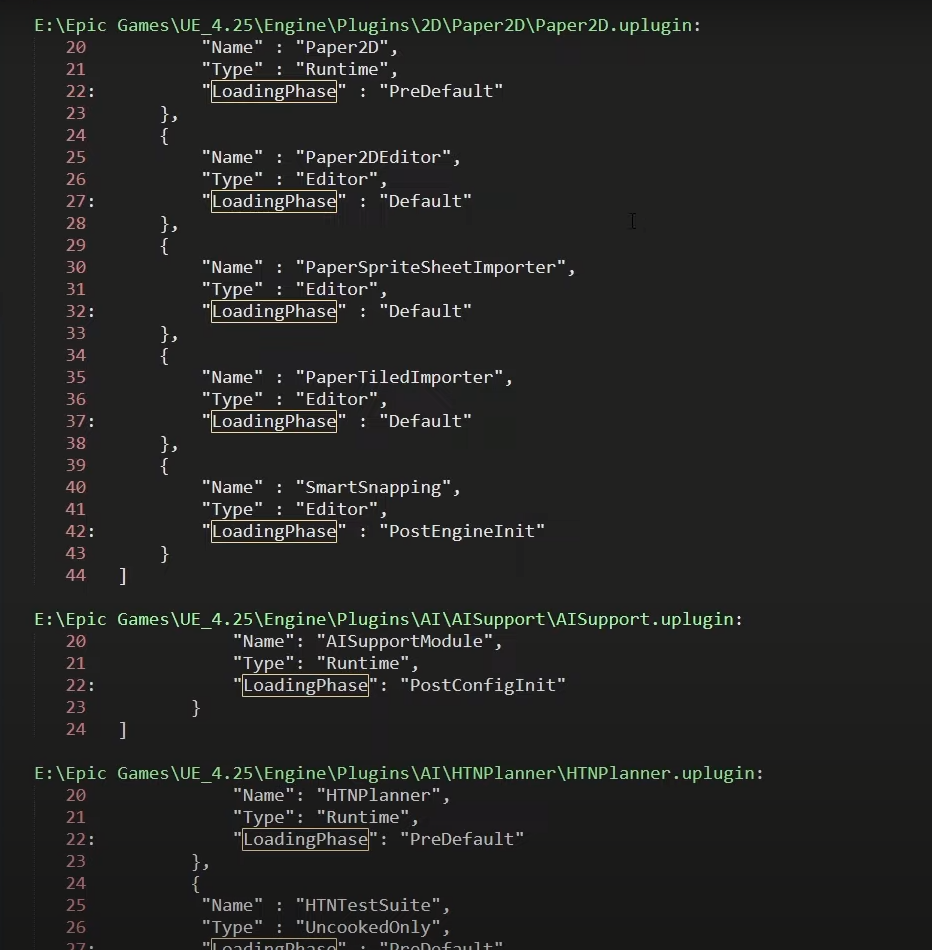 E:\Epic Games\UE_4.25\Engine\Plugins\2D\Paper2D\Paper2D.uplugin:
20 "Name" : "Paper2D",
21 "Type" : "Runtime",
22: "LoadingPhase" : "PreDefault"
23 },
24 {
25 "Name" : "Paper2DEditor",
26 "Type" : "Editor",
27: "LoadingPhase" : "Default"
28 },
29 {
30 "Name" : "PaperSpriteSheetImporter",
31 "Type" : "Editor",
32: "LoadingPhase" : "Default"
33 },
34 {
35 "Name" : "PaperTiledImporter",
36 "Type" : "Editor",
37: "LoadingPhase" : "Default"
38 },
39 {
40 "Name" : "SmartSnapping",
41 "Type" : "Editor",
42: "LoadingPhase" : "PostEngineInit"
43 }
44 ]
E:\Epic Games\UE_4.25\Engine\Plugins\AI\AISupport\AISupport.uplugin:
20 "Name": "AISupportModule",
21 "Type": "Runtime",
22: "LoadingPhase": "PostConfigInit"
23 }
24 ]
E:\Epic Games\UE_4.25\Engine\Plugins\AI\HTNPlanner\HTNPlanner.uplugin:
20 "Name": "HTNPlanner",
21 "Type": "Runtime",
22: "LoadingPhase": "PreDefault"
23 },
24 {
25 "Name" : "HTNTestSuite",
26 "Type" : "UncookedOnly",
27: "LoadingPhase" : "PreDefault"